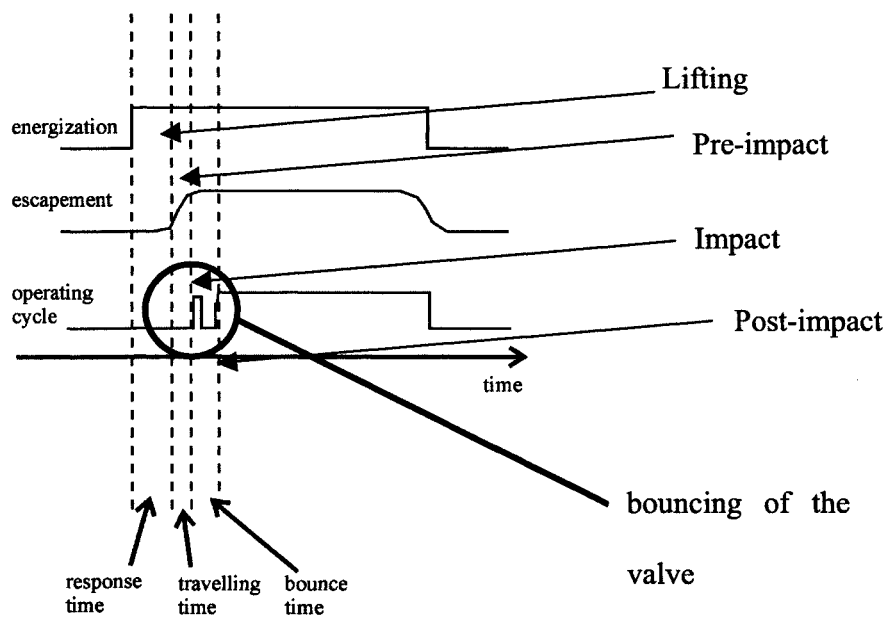 Lifting
energization
Pre-impact
escapement
Impact
operating
cycle
Post-impact
time
bouncing of the
valve
response
time
travelling
time
bounce
time